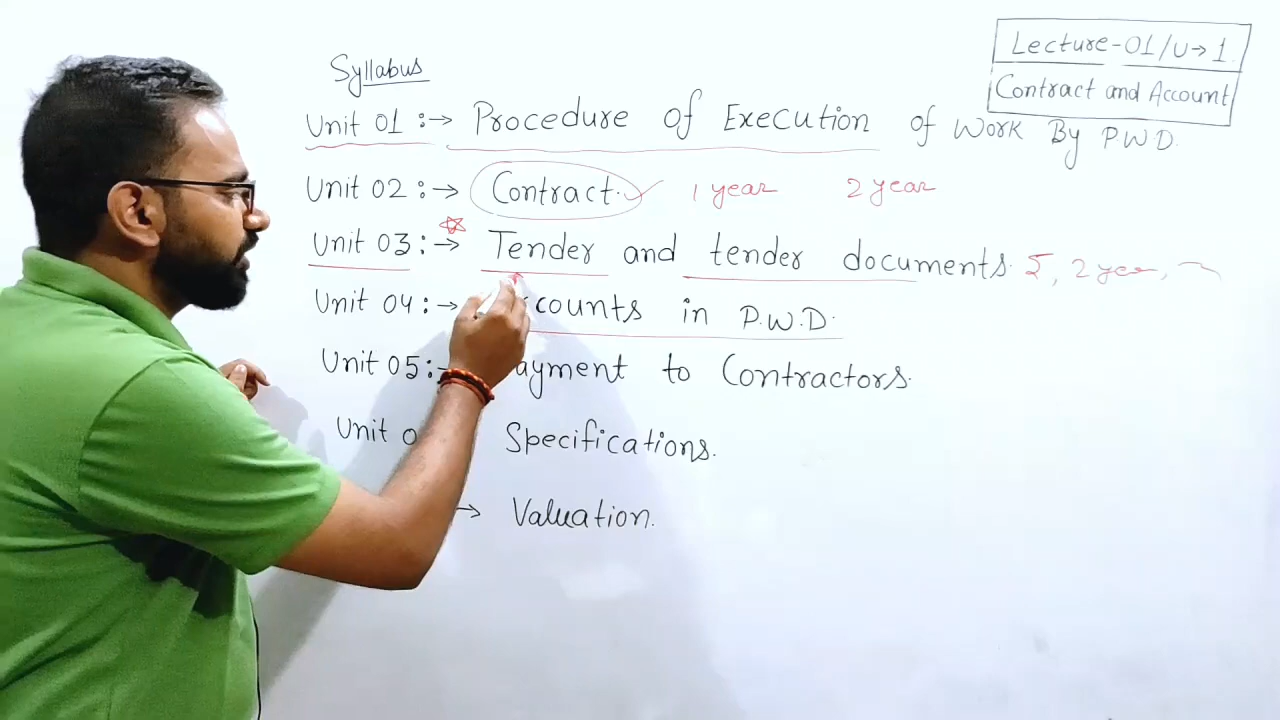 Lecture-01/U→1
Contract and Account
Syllabus
Unit 01 :→ Procedure of Execution of Work By P.W.D.
Unit 02 :→ Contract. 1 year 2 year
Unit 03 :→ Tender and tender documents. 2 year,
Unit 04 :→ counts in P.W.D.
Unit 05 : ayment to Contractors.
Unit 0 Specifications.
→ Valuation.